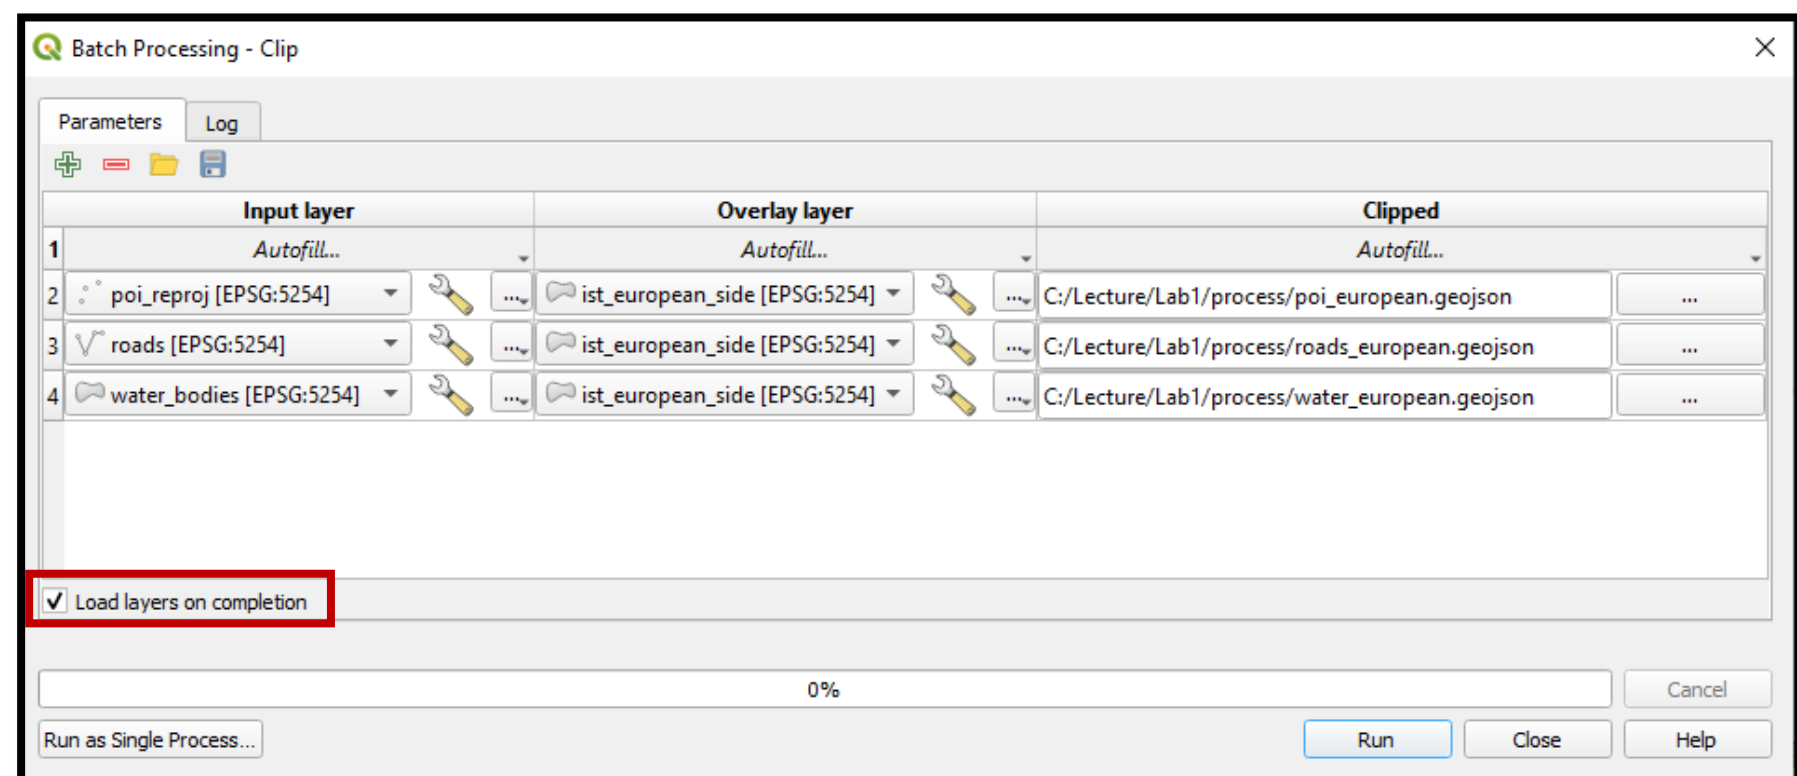 Batch Processing - Clip
Parameters Log
Input layer Overlay layer Clipped
1 Autofill... Autofill... Autofill...
2 poi_reproj [EPSG:5254] ... ist_european_side [EPSG:5254] ... C:/Lecture/Lab1/process/poi_european.geojson ...
3 roads [EPSG:5254] ... ist_european_side [EPSG:5254] ... C:/Lecture/Lab1/process/roads_european.geojson ...
4 water_bodies [EPSG:5254] ... ist_european_side [EPSG:5254] ... C:/Lecture/Lab1/process/water_european.geojson ...
Load layers on completion
0% Cancel
Run as Single Process... Run Close Help